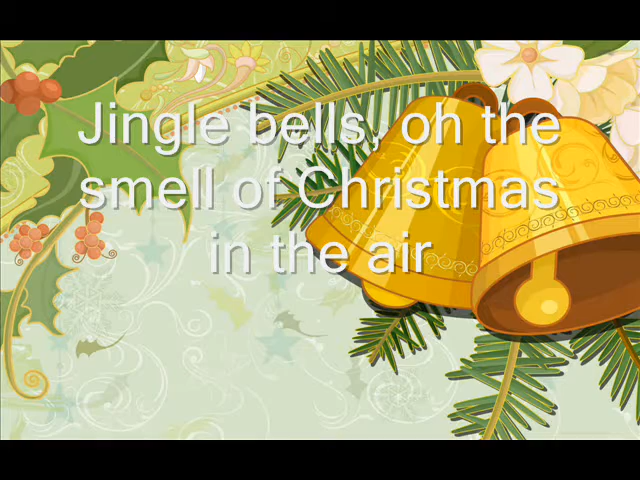 Jingle bells, oh the
smell of Christmas
in the air